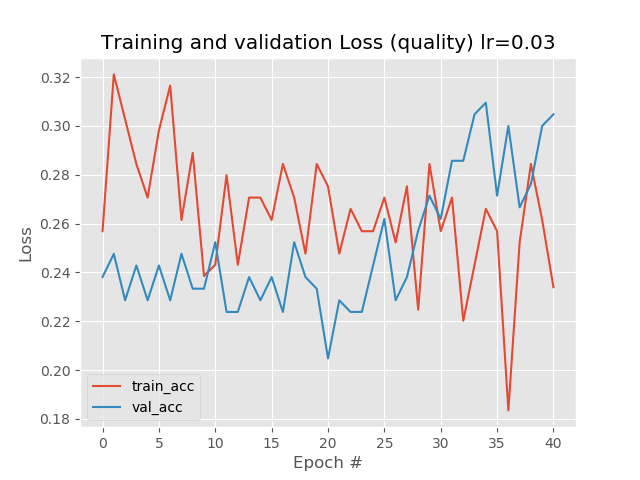 Training and validation Loss (quality) lr=0.03
0.32
0.30
0.28
0.26
0.24
0.22
0.20
0.18
Loss
train_acc
val_acc
0 5 10 15 20 25 30 35 40
Epoch #